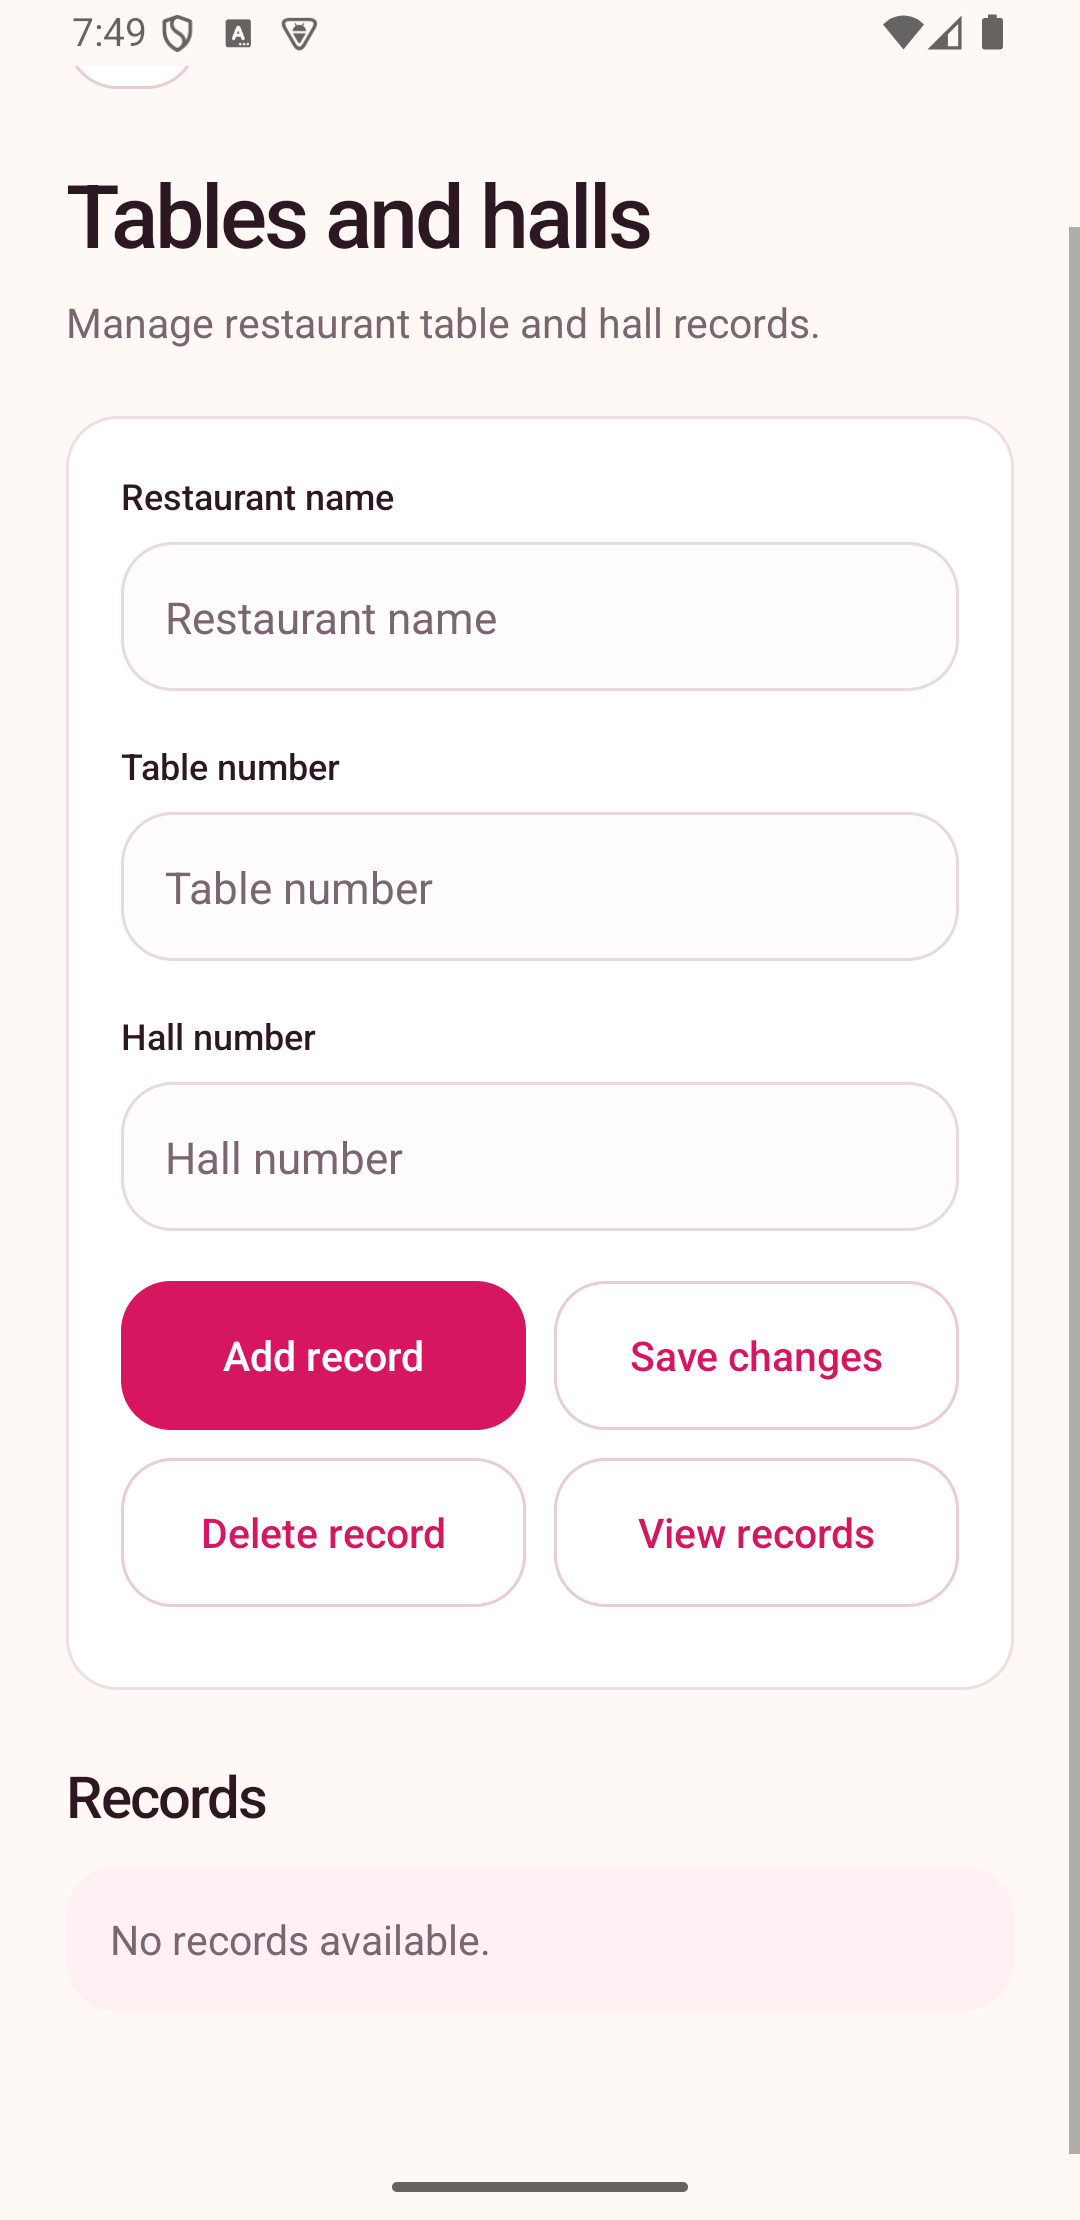 7:49
Tables and halls
Manage restaurant table and hall records.
Restaurant name
Restaurant name
Table number
Table number
Hall number
Hall number
Add record
Save changes
Delete record
View records
Records
No records available.